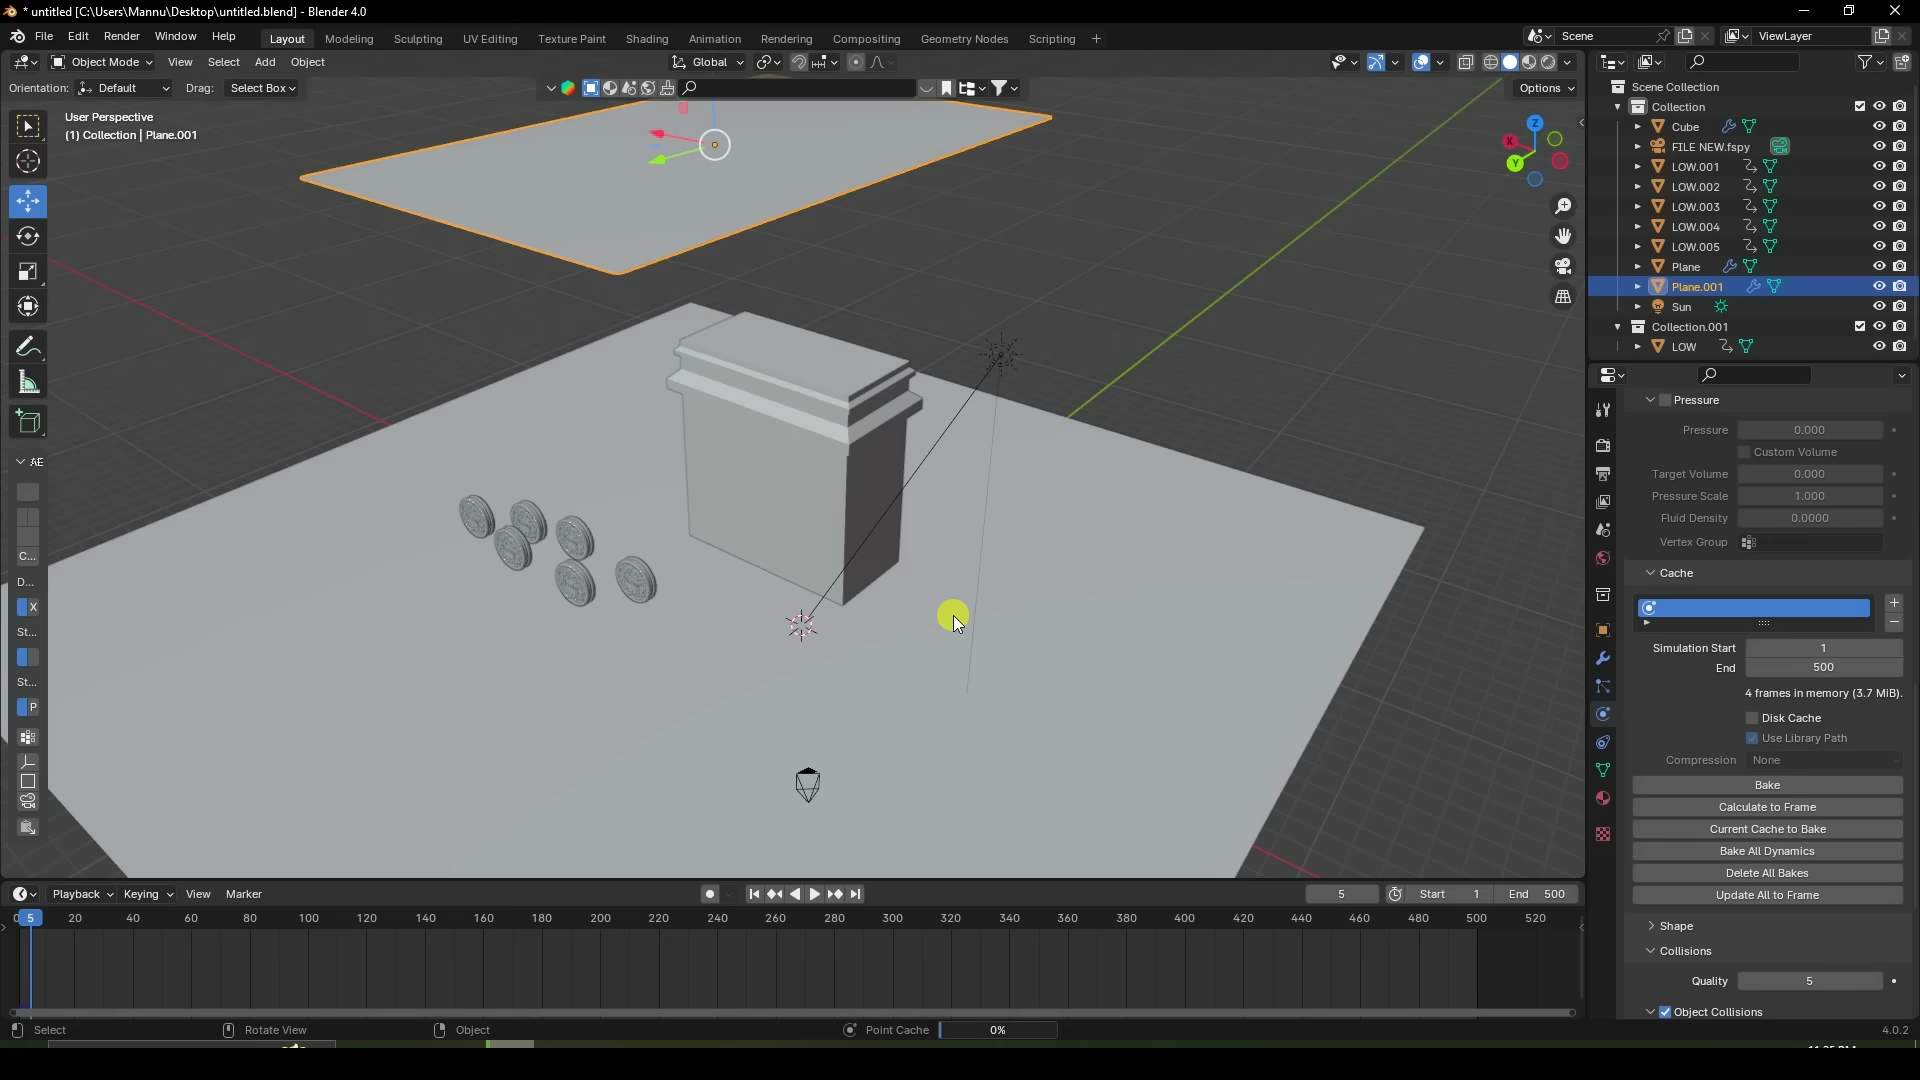 * untitled [C:\Users\Mannu\Desktop\untitled.blend] - Blender 4.0
File Edit Render Window Help Layout Modeling Sculpting UV Editing Texture Paint Shading Animation Rendering Compositing Geometry Nodes Scripting + Scene ViewLayer
Object Mode View Select Add Object Global
Orientation: Default Drag: Select Box Options
User Perspective
(1) Collection | Plane.001
X
Z
Y
AE
C...
D...
X
St...
St...
P
Scene Collection
Collection
Cube
FILE NEW.fspy
LOW.001
LOW.002
LOW.003
LOW.004
LOW.005
Plane
Plane.001
Sun
Collection.001
LOW
Pressure
Pressure 0.000
Custom Volume
Target Volume 0.000
Pressure Scale 1.000
Fluid Density 0.0000
Vertex Group
Cache
Simulation Start 1
End 500
4 frames in memory (3.7 MiB).
Disk Cache
Use Library Path
Compression None
Bake
Calculate to Frame
Current Cache to Bake
Bake All Dynamics
Delete All Bakes
Update All to Frame
Shape
Collisions
Quality 5
Object Collisions
Playback Keying View Marker 5 Start 1 End 500
5 20 40 60 80 100 120 140 160 180 200 220 240 260 280 300 320 340 360 380 400 420 440 460 480 500 520
Select Rotate View Object Point Cache 0% 4.0.2